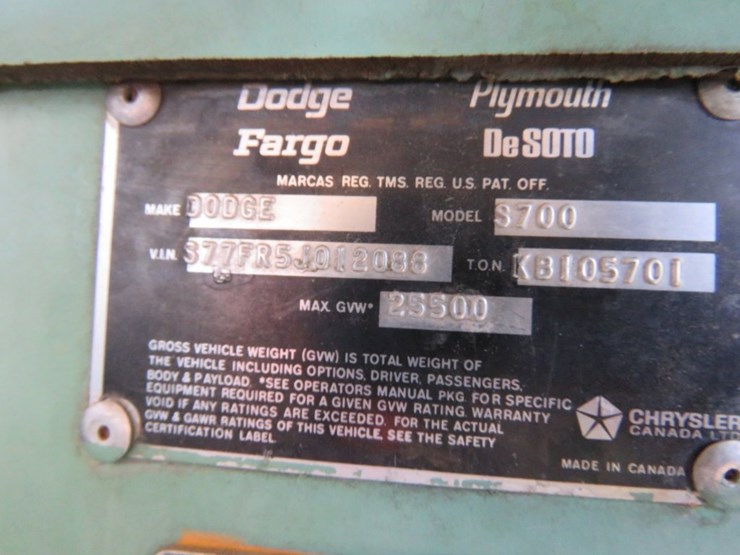 Dodge Plymouth
Fargo DeSOTO
MARCAS REG. TMS. REG. U.S. PAT. OFF.
MAKE DODGE MODEL S700
V.I.N. S77FR5J012088 T.O.N. KB105701
MAX. GVW* 25500
GROSS VEHICLE WEIGHT (GVW) IS TOTAL WEIGHT OF
THE VEHICLE INCLUDING OPTIONS, DRIVER, PASSENGERS,
BODY & PAYLOAD. *SEE OPERATORS MANUAL PKG. FOR SPECIFIC
EQUIPMENT REQUIRED FOR A GIVEN GVW RATING. WARRANTY
VOID IF ANY RATINGS ARE EXCEEDED. FOR THE ACTUAL
GVW & GAWR RATINGS OF THIS VEHICLE, SEE THE SAFETY
CERTIFICATION LABEL
CHRYSLER
CANADA LTD
MADE IN CANADA